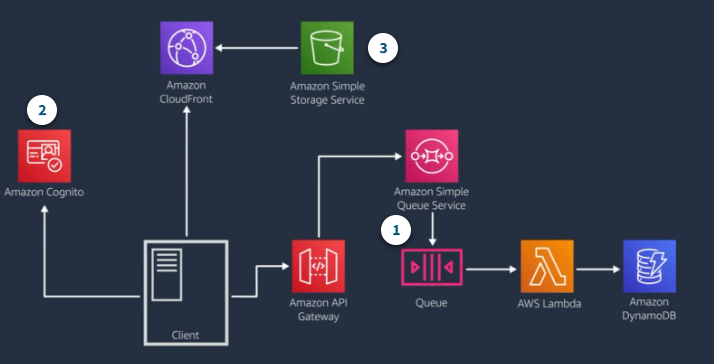 3
Amazon
CloudFront
Amazon Simple
Storage Service
2
Amazon Cognito
Amazon Simple
Queue Service
1
Client
Amazon API
Gateway
Queue
AWS Lambda
Amazon
DynamoDB